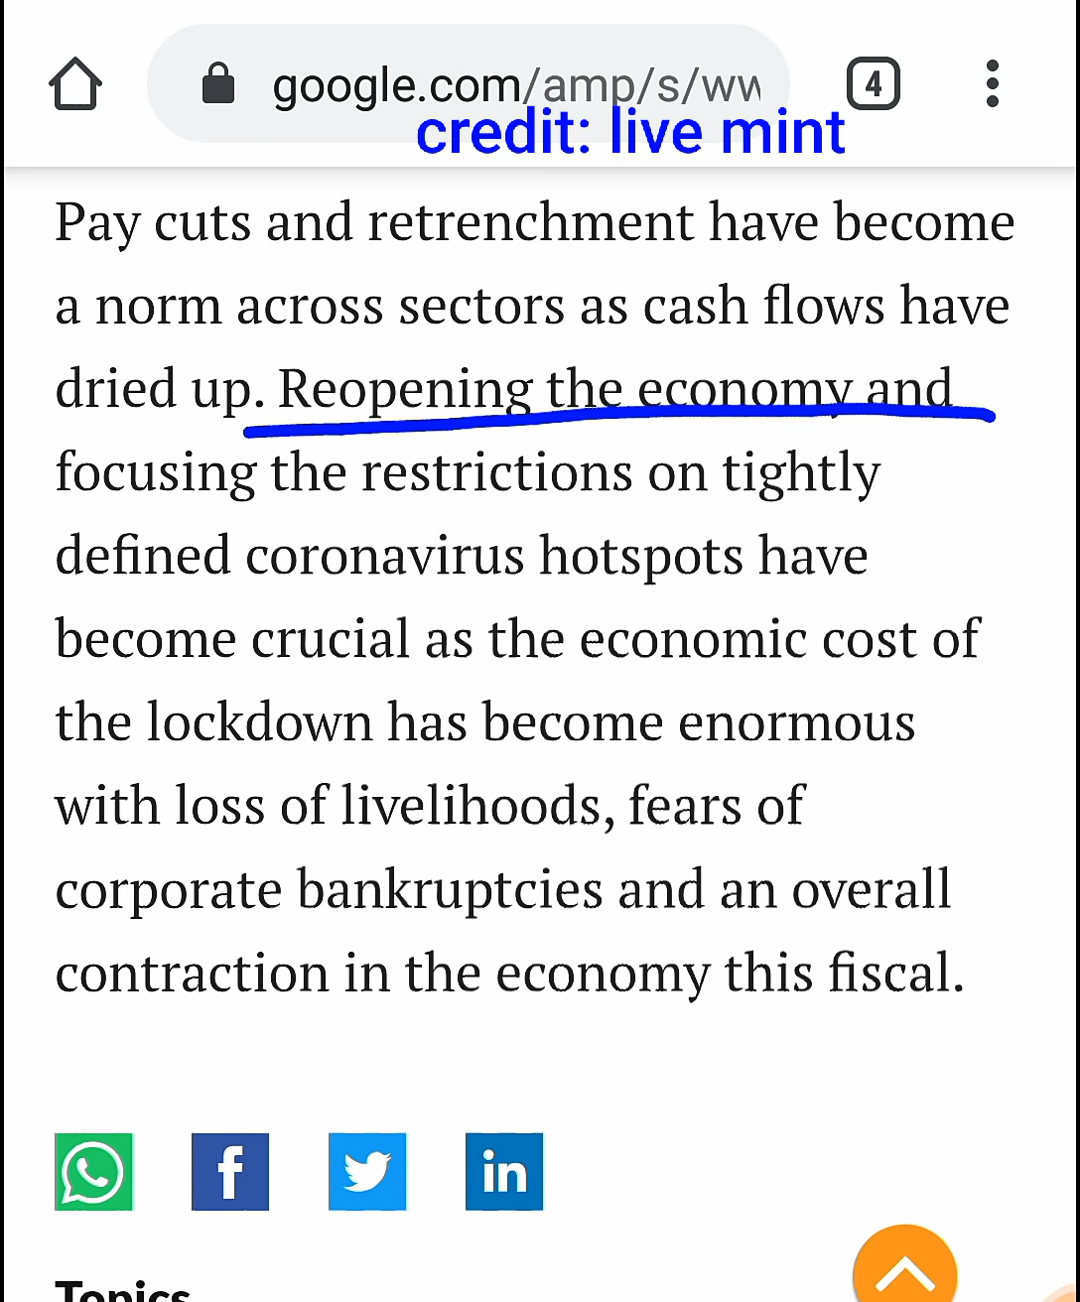 google.com/amp/s/ww
4
credit: live mint
Pay cuts and retrenchment have become
a norm across sectors as cash flows have
dried up. Reopening the economy and
focusing the restrictions on tightly
defined coronavirus hotspots have
become crucial as the economic cost of
the lockdown has become enormous
with loss of livelihoods, fears of
corporate bankruptcies and an overall
contraction in the economy this fiscal.
f
in
Topics